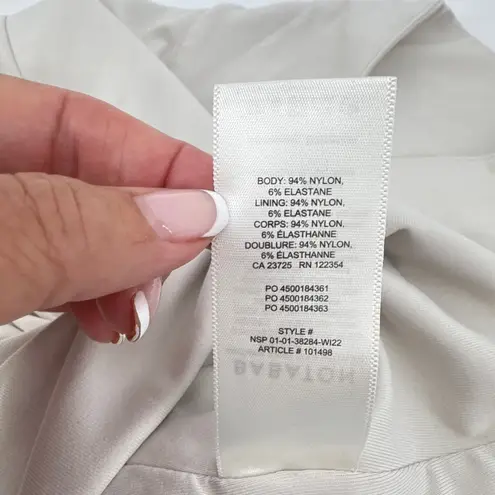 BODY: 94% NYLON,
6% ELASTANE
LINING: 94% NYLON,
6% ELASTANE
CORPS: 94% NYLON,
6% ÉLASTHANNE
DOUBLURE: 94% NYLON,
6% ÉLASTHANNE
CA 23725 RN 122354
PO 4500184361
PO 4500184362
PO 4500184363
STYLE #
NSP 01-01-38284-WI22
ARTICLE # 101498
BABATON